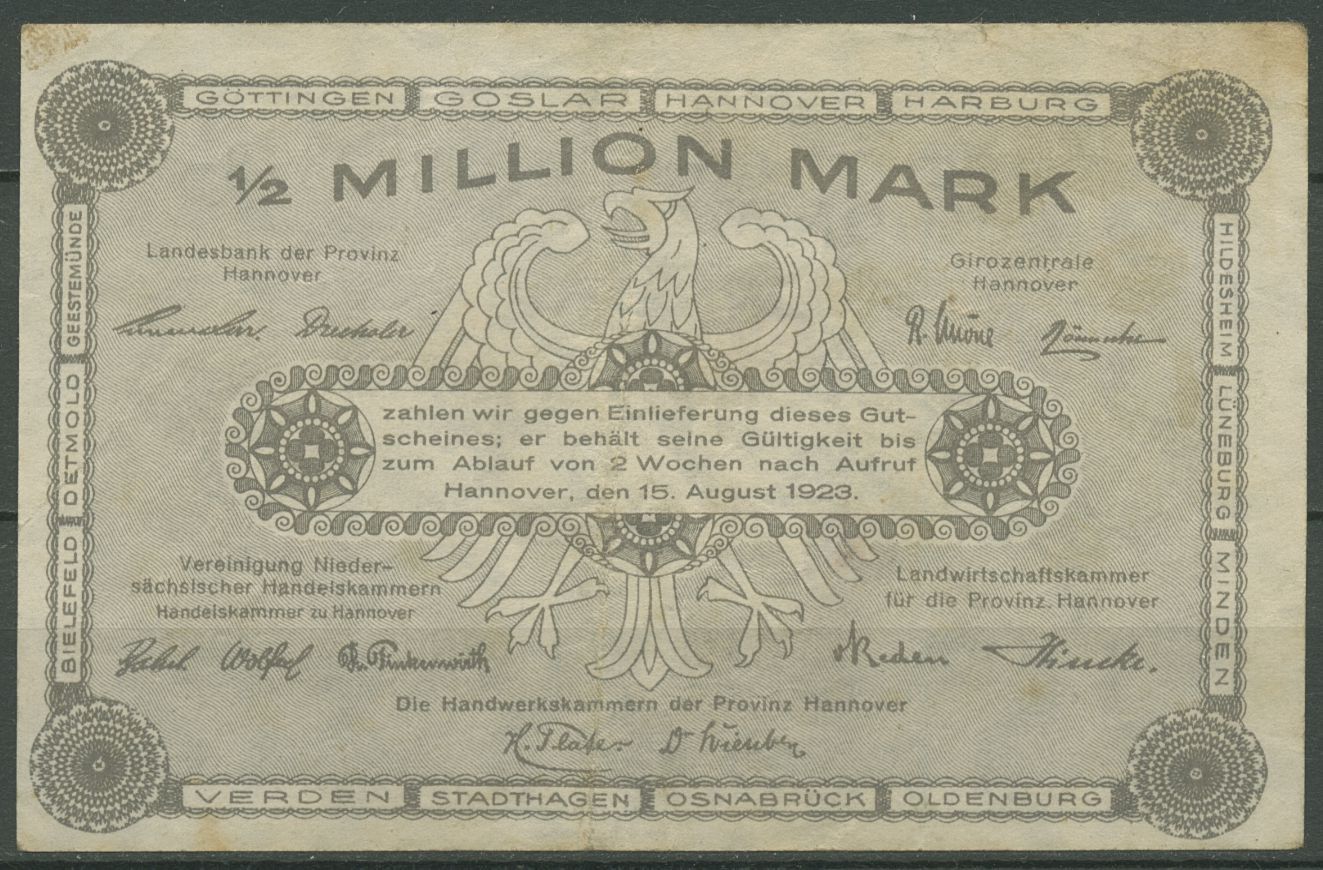 GÖTTINGEN GOSLAR HANNOVER HARBURG
1/2 MILLION MARK
Landesbank der Provinz
Hannover
Girozentrale
Hannover
zahlen wir gegen Einlieferung dieses Gut-
scheines; er behält seine Gültigkeit bis
zum Ablauf von 2 Wochen nach Aufruf
Hannover, den 15. August 1923.
Vereinigung Nieder-
sächsischer Handelskammern
Handelskammer zu Hannover
Landwirtschaftskammer
für die Provinz Hannover
Die Handwerkskammern der Provinz Hannover
H. Plate
BIELEFELD DETMOLD GEESTEMÜNDE
HILDESHEIM LÜNEBURG MINDEN
VERDEN STADTHAGEN OSNABRÜCK OLDENBURG